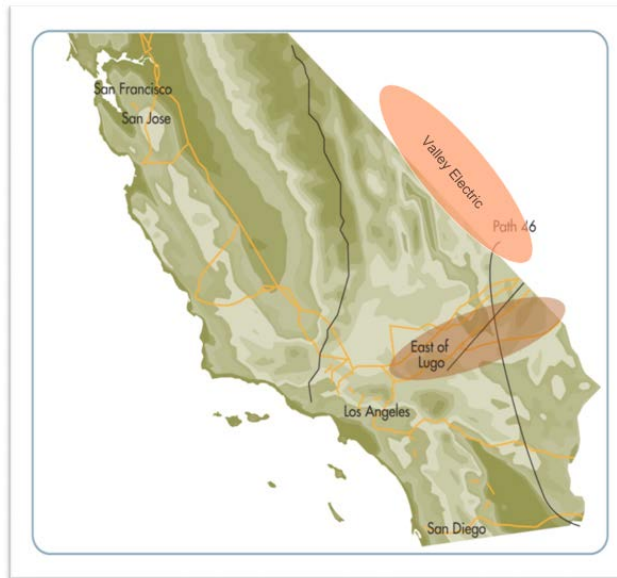 San Francisco
San Jose
Valley Electric
Path 46
East of
Lugo
Los Angeles
San Diego